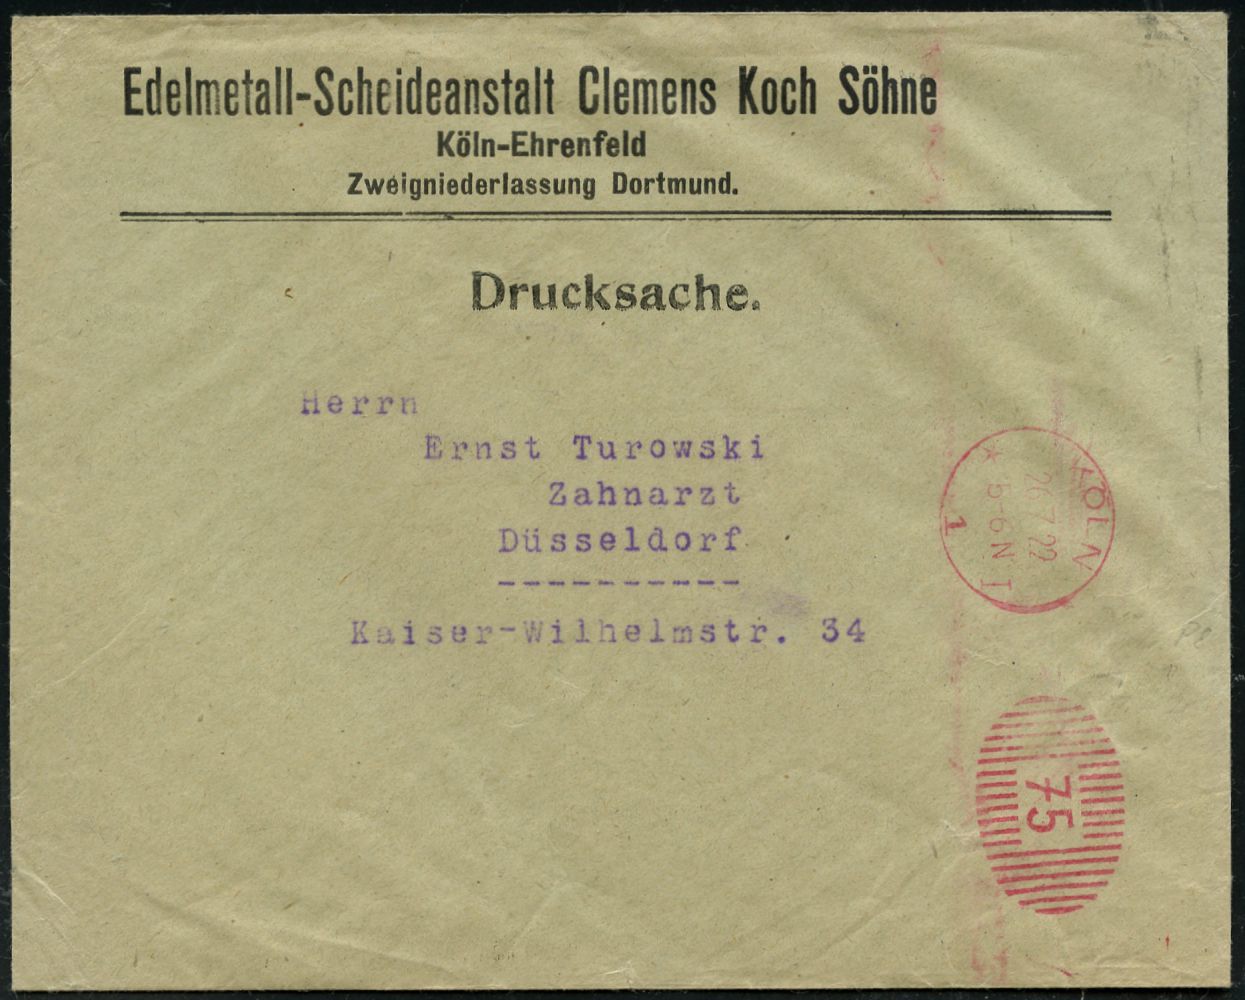 Edelmetall-Scheideanstalt Clemens Koch Söhne
Köln-Ehrenfeld
Zweigniederlassung Dortmund.
Drucksache.
Herrn
Ernst Turowski
Zahnarzt
Düsseldorf
Kaiser-Wilhelmstr. 34
KÖLN
26.7.22
5-6 N
1
75